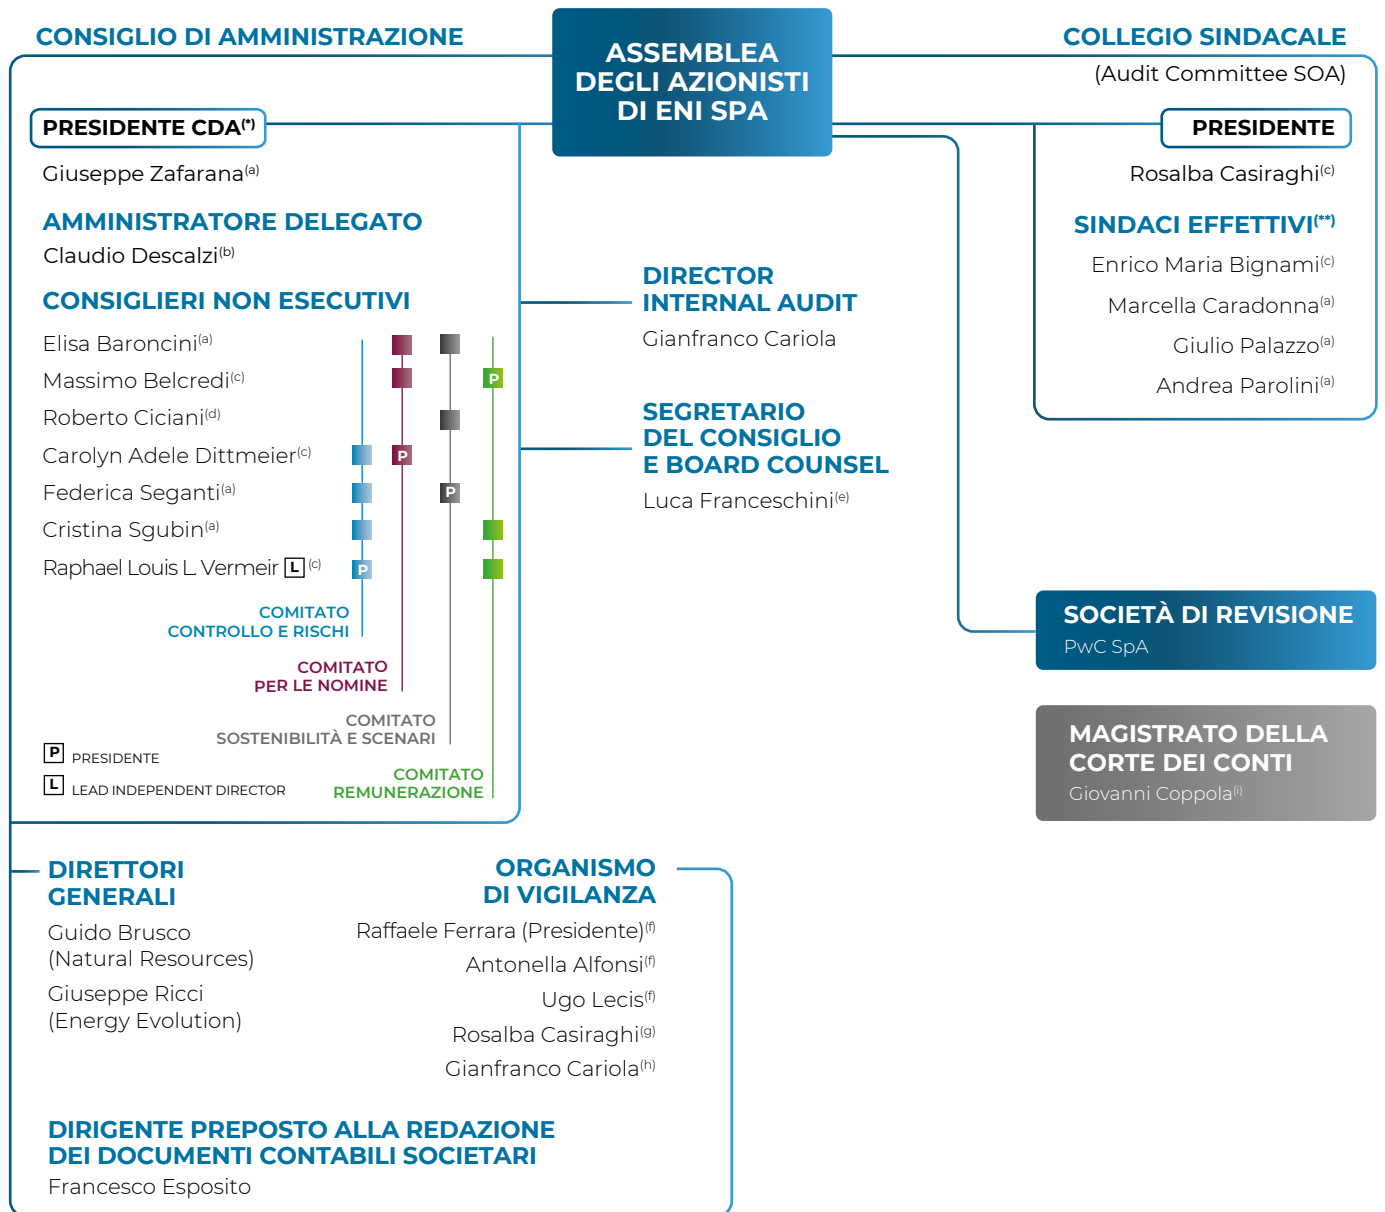 CONSIGLIO DI AMMINISTRAZIONE
PRESIDENTE CDA(*)
Giuseppe Zafarana(a)
AMMINISTRATORE DELEGATO
Claudio Descalzi(b)
CONSIGLIERI NON ESECUTIVI
Elisa Baroncini(a)
Massimo Belcredi(c)
P
Roberto Ciciani(d)
Carolyn Adele Dittmeier(c)
P
Federica Seganti(a)
P
Cristina Sgubin(a)
Raphael Louis L. Vermeir L (c)
P
COMITATO
CONTROLLO E RISCHI
COMITATO
PER LE NOMINE
COMITATO
SOSTENIBILITÀ E SCENARI
COMITATO
REMUNERAZIONE
P PRESIDENTE
L LEAD INDEPENDENT DIRECTOR
ASSEMBLEA
DEGLI AZIONISTI
DI ENI SPA
DIRECTOR
INTERNAL AUDIT
Gianfranco Cariola
SEGRETARIO
DEL CONSIGLIO
E BOARD COUNSEL
Luca Franceschini(e)
COLLEGIO SINDACALE
(Audit Committee SOA)
PRESIDENTE
Rosalba Casiraghi(c)
SINDACI EFFETTIVI(**)
Enrico Maria Bignami(c)
Marcella Caradonna(a)
Giulio Palazzo(a)
Andrea Parolini(a)
SOCIETÀ DI REVISIONE
PwC SpA
MAGISTRATO DELLA
CORTE DEI CONTI
Giovanni Coppola(i)
DIRETTORI
GENERALI
Guido Brusco
(Natural Resources)
Giuseppe Ricci
(Energy Evolution)
ORGANISMO
DI VIGILANZA
Raffaele Ferrara (Presidente)(f)
Antonella Alfonsi(f)
Ugo Lecis(f)
Rosalba Casiraghi(g)
Gianfranco Cariola(h)
DIRIGENTE PREPOSTO ALLA REDAZIONE
DEI DOCUMENTI CONTABILI SOCIETARI
Francesco Esposito